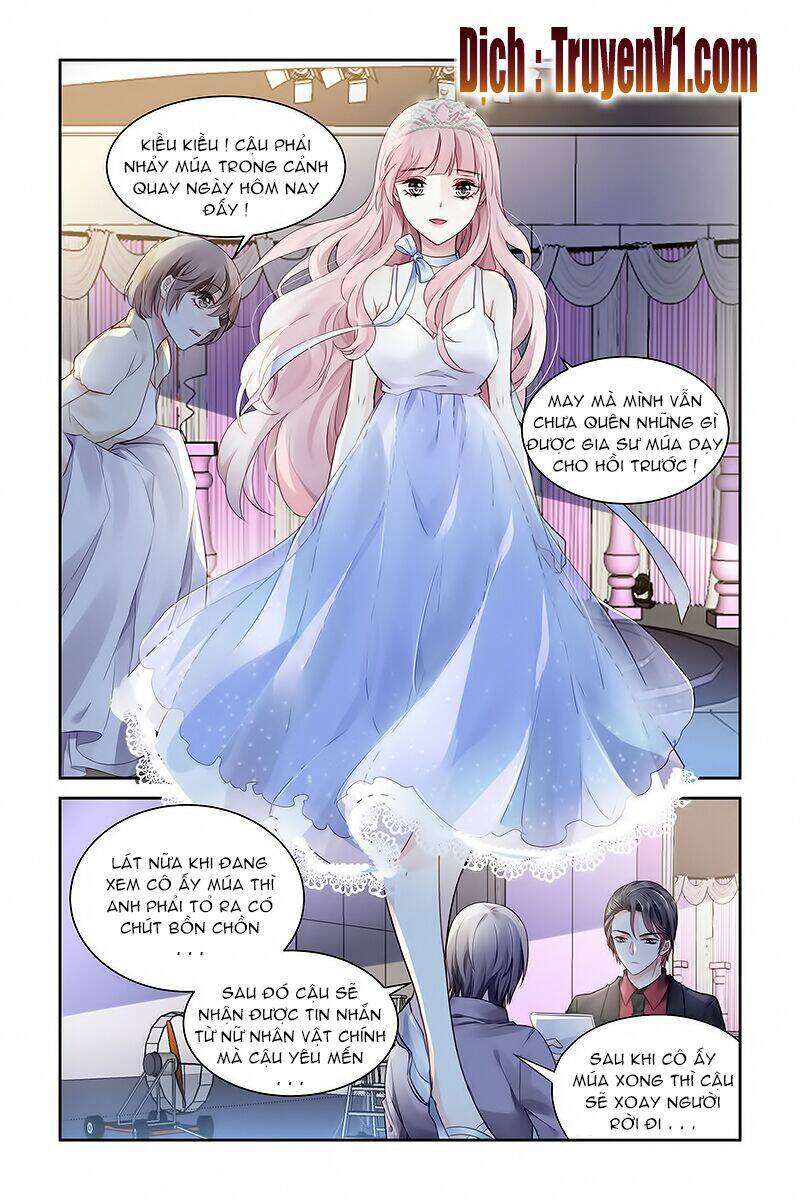 Dịch : TruyenV1.com
KIỀU KIỀU ! CẬU PHẢI
NHẢY MÚA TRONG CẢNH
QUAY NGÀY HÔM NAY
ĐẤY !
MAY MÀ MÌNH VẪN
CHƯA QUÊN NHỮNG GÌ
ĐƯỢC GIA SƯ MÚA DẠY
CHO HỒI TRƯỚC !
LÁT NỮA KHI ĐANG
XEM CÔ ẤY MÚA THÌ
ANH PHẢI TỎ RA CÓ
CHÚT BỒN CHỒN
. . .
SAU ĐÓ CẬU SẼ
NHẬN ĐƯỢC TIN NHẮN
TỪ NỮ NHÂN VẬT CHÍNH
MÀ CẬU YÊU MẾN
. . .
SAU KHI CÔ ẤY
MÚA XONG THÌ CẬU
SẼ XOAY NGƯỜI
RỜI ĐI . . .